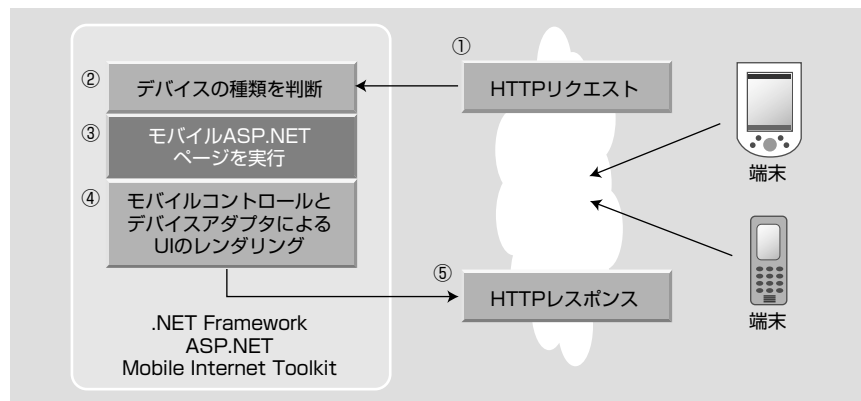 ①
HTTPリクエスト
②
デバイスの種類を判断
③
モバイルASP.NET
ページを実行
④
モバイルコントロールと
デバイスアダプタによる
UIのレンダリング
⑤
HTTPレスポンス
.NET Framework
ASP.NET
Mobile Internet Toolkit
端末
端末